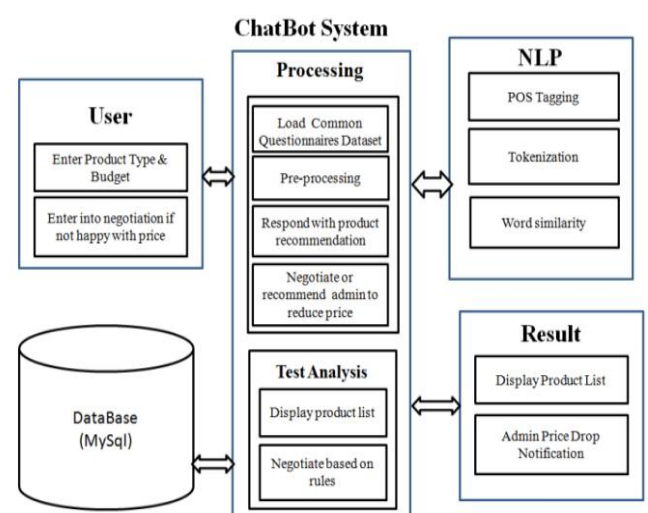 ChatBot System
User
Enter Product Type &
Budget
Enter into negotiation if
not happy with price
DataBase
(MySql)
Processing
Load Common
Questionnaires Dataset
Pre-processing
Respond with product
recommendation
Negotiate or
recommend admin to
reduce price
Test Analysis
Display product list
Negotiate based on
rules
NLP
POS Tagging
Tokenization
Word similarity
Result
Display Product List
Admin Price Drop
Notification